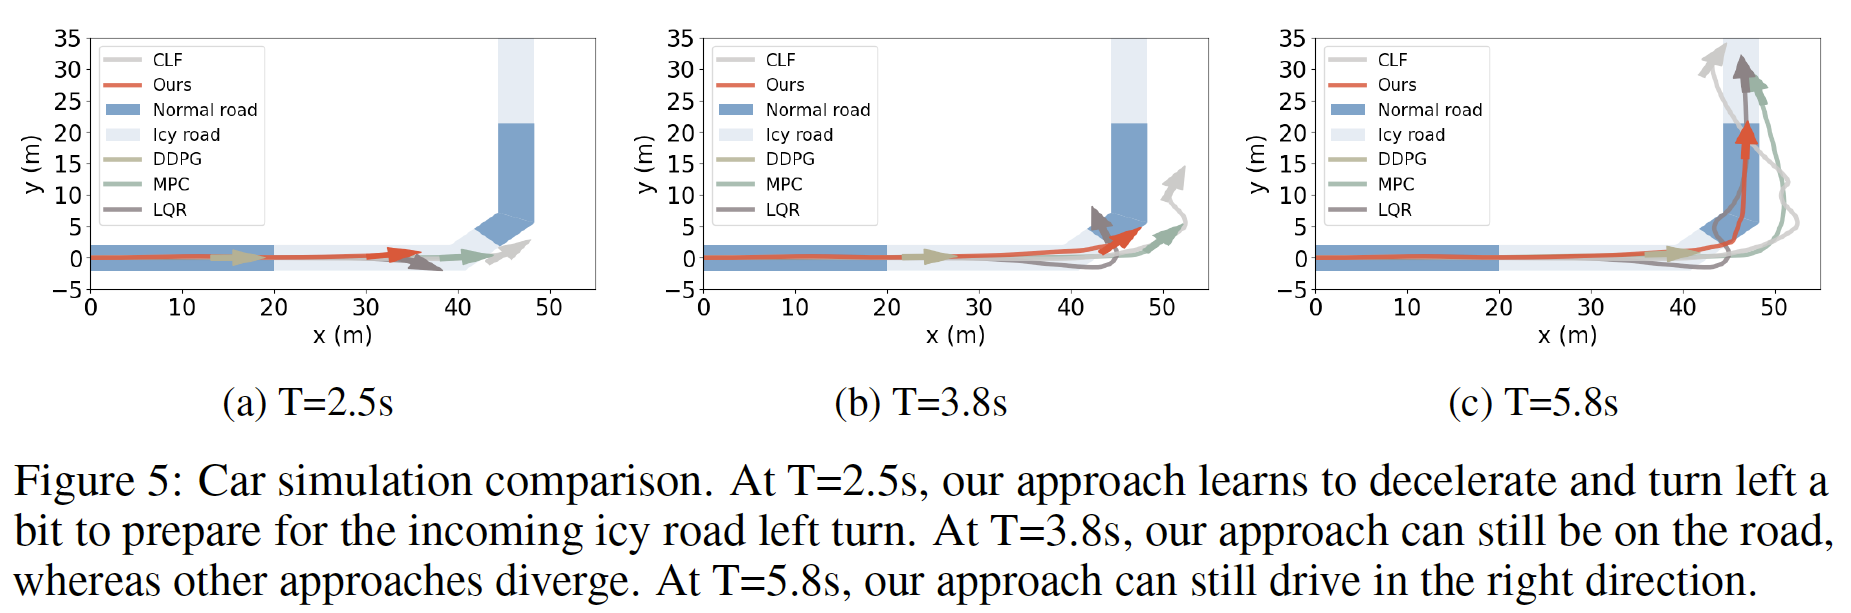 35
30
25
20
15
10
5
0
−5
y (m)
CLF
Ours
Normal road
Icy road
DDPG
MPC
LQR
0 10 20 30 40 50
x (m)
(a) T=2.5s
35
30
25
20
15
10
5
0
−5
y (m)
CLF
Ours
Normal road
Icy road
DDPG
MPC
LQR
0 10 20 30 40 50
x (m)
(b) T=3.8s
35
30
25
20
15
10
5
0
−5
y (m)
CLF
Ours
Normal road
Icy road
DDPG
MPC
LQR
0 10 20 30 40 50
x (m)
(c) T=5.8s
Figure 5: Car simulation comparison. At T=2.5s, our approach learns to decelerate and turn left a
bit to prepare for the incoming icy road left turn. At T=3.8s, our approach can still be on the road,
whereas other approaches diverge. At T=5.8s, our approach can still drive in the right direction.